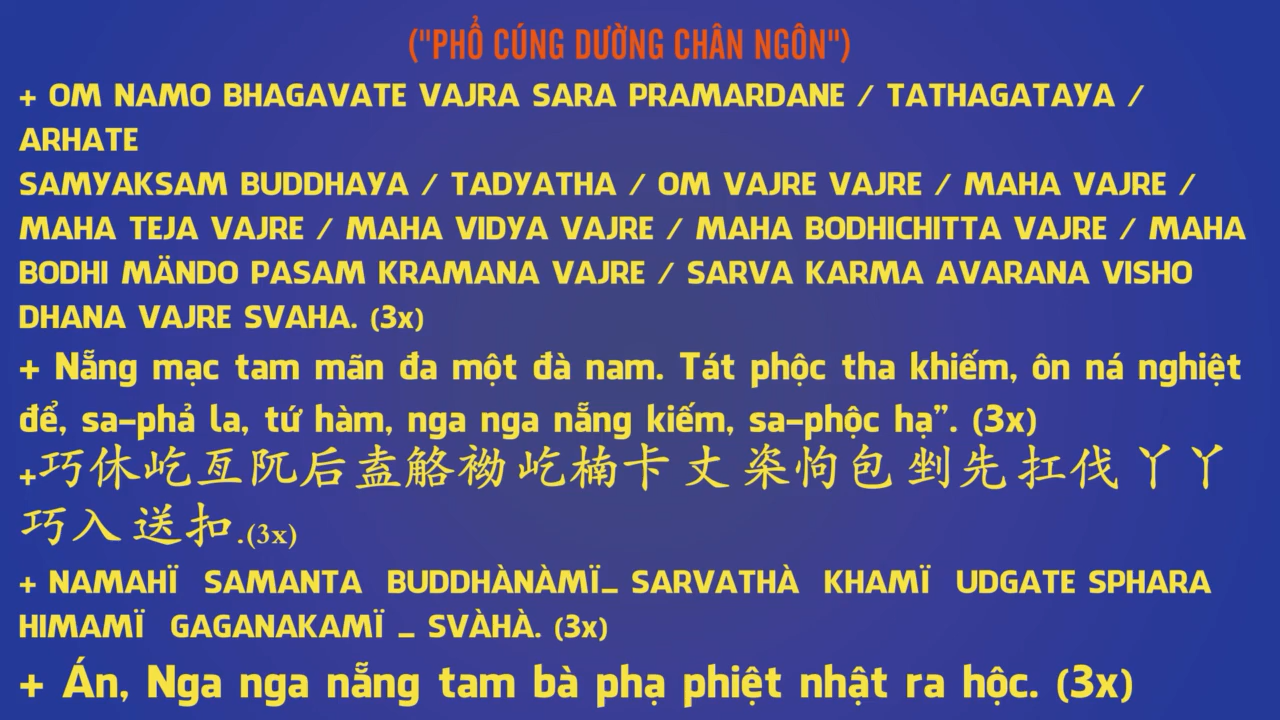 ("PHỔ CÚNG DƯỜNG CHÂN NGÔN")
+ OM NAMO BHAGAVATE VAJRA SARA PRAMARDANE / TATHAGATAYA /
ARHATE
SAMYAKSAM BUDDHAYA / TADYATHA / OM VAJRE VAJRE / MAHA VAJRE /
MAHA TEJA VAJRE / MAHA VIDYA VAJRE / MAHA BODHICHITTA VAJRE / MAHA
BODHI MÄNDO PASAM KRAMANA VAJRE / SARVA KARMA AVARANA VISHO
DHANA VAJRE SVAHA. (3x)
+ Nẵng mạc tam mãn đa một đà nam. Tát phộc tha khiếm, ôn ná nghiệt
để, sa-phả la, tứ hàm, nga nga nẵng kiếm, sa-phộc hạ”. (3x)
+巧休屹亙阢后盍觡袎屹楠卡丈栥怐包剉先扛伐丫丫
巧入送扣.(3x)
+ NAMAHÏ SAMANTA BUDDHÀNÀMÏ_ SARVATHÀ KHAMÏ UDGATE SPHARA
HIMAMÏ GAGANAKAMÏ _ SVÀHÀ. (3x)
+ Án, Nga nga nẵng tam bà phạ phiệt nhật ra hộc. (3x)